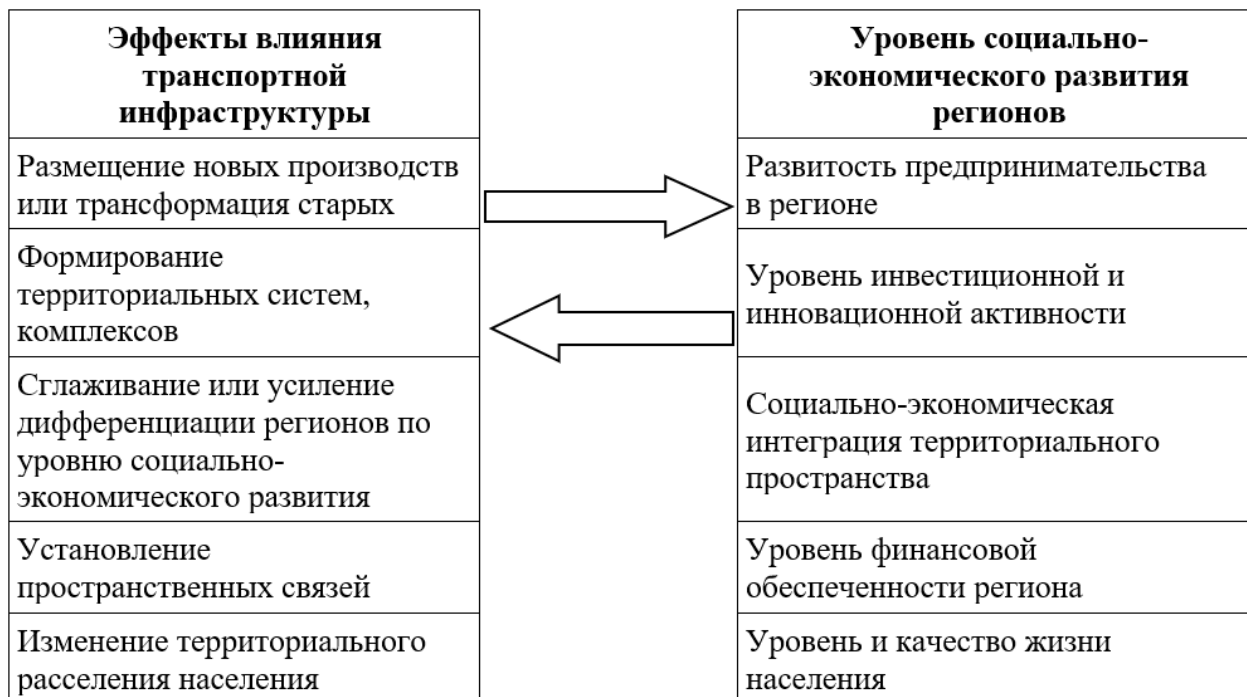 Эффекты влияния
транспортной
инфраструктуры
Размещение новых производств
или трансформация старых
Формирование
территориальных систем,
комплексов
Сглаживание или усиление
дифференциации регионов по
уровню социально-
экономического развития
Установление
пространственных связей
Изменение территориального
расселения населения
Уровень социально-
экономического развития
регионов
Развитость предпринимательства
в регионе
Уровень инвестиционной и
инновационной активности
Социально-экономическая
интеграция территориального
пространства
Уровень финансовой
обеспеченности региона
Уровень и качество жизни
населения